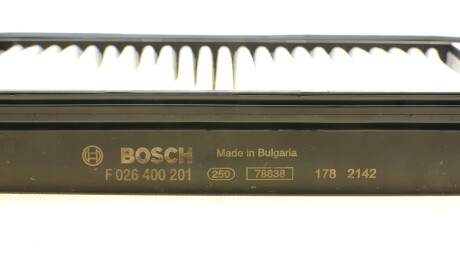 BOSCH Made in Bulgaria
F 026 400 201 250 78838 178 2142